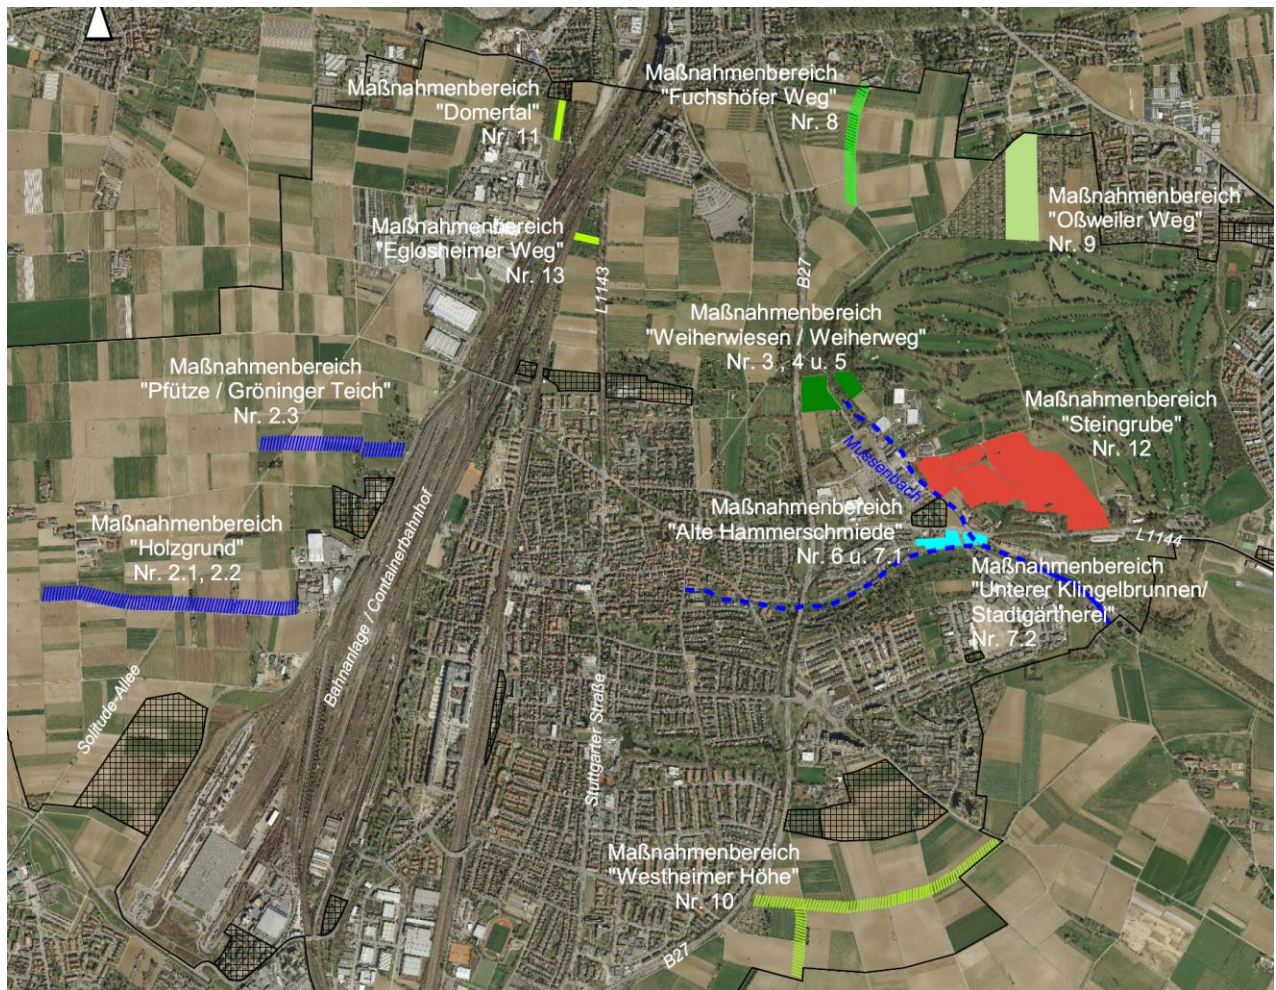 Maßnahmenbereich
"Domertal"
Nr. 11
Maßnahmenbereich
"Fuchshöfer Weg"
Nr. 8
Maßnahmenbereich
"Oßweiler Weg"
Nr. 9
Maßnahmenbereich
"Eglosheimer Weg"
Nr. 13
L1143
B27
Maßnahmenbereich
"Weiherwiesen / Weiherweg"
Nr. 3 , 4 u. 5
Maßnahmenbereich
"Pfütze / Gröninger Teich"
Nr. 2.3
Maßnahmenbereich
"Steingrube"
Nr. 12
Mussenbach
Maßnahmenbereich
"Alte Hammerschmiede"
Nr. 6 u. 7.1
L1144
Maßnahmenbereich
"Holzgrund"
Nr. 2.1, 2.2
Maßnahmenbereich
"Unterer Klingelbrunnen/
Stadtgärtnerei"
Nr. 7.2
Bahnanlage / Containerbahnhof
Solitude-Allee
Stuttgarter Straße
Maßnahmenbereich
"Westheimer Höhe"
Nr. 10
B27